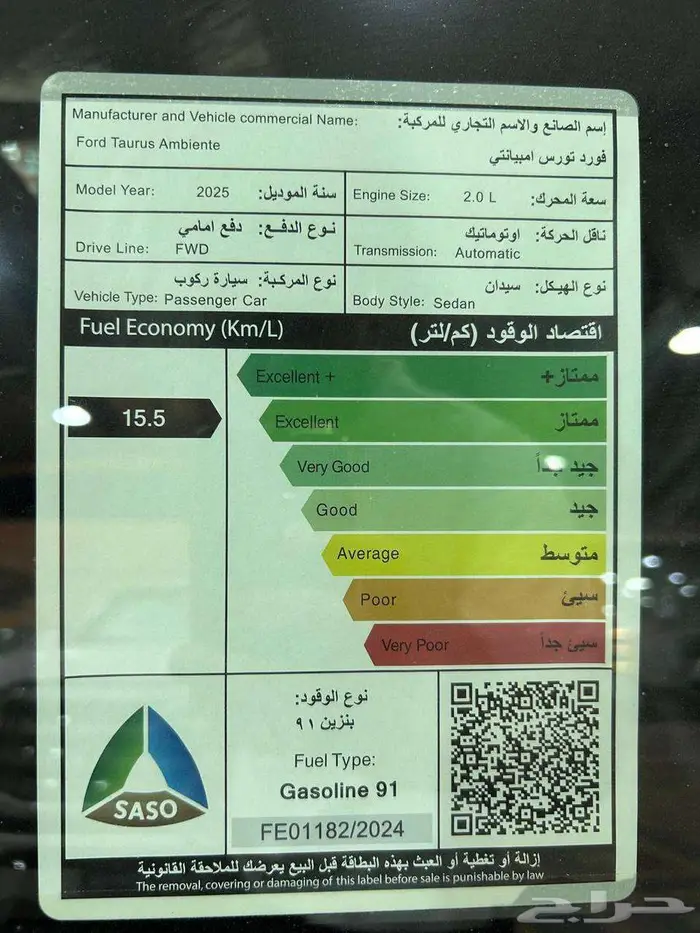 Manufacturer and Vehicle commercial Name:
إسم الصانع والاسم التجاري للمركبة:
Ford Taurus Ambiente
فورد تورس امبيانتي
Model Year: 2025 سنة الموديل:
Engine Size: 2.0 L سعة المحرك:
نوع الدفع: دفع امامي
Drive Line: FWD
ناقل الحركة: اوتوماتيك
Transmission: Automatic
نوع المركبة: سيارة ركوب
Vehicle Type: Passenger Car
نوع الهيكل: سيدان
Body Style: Sedan
Fuel Economy (Km/L) اقتصاد الوقود (كم/لتر)
Excellent + ممتاز+
15.5
Excellent ممتاز
Very Good جيد جداً
Good جيد
Average متوسط
Poor سيئ
Very Poor سيئ جداً
SASO
نوع الوقود:
بنزين ٩١
Fuel Type:
Gasoline 91
FE01182/2024
إزالة أو تغطية أو العبث بهذه البطاقة قبل البيع يعرضك للملاحقة القانونية
The removal, covering or damaging of this label before sale is punishable by law
حراج